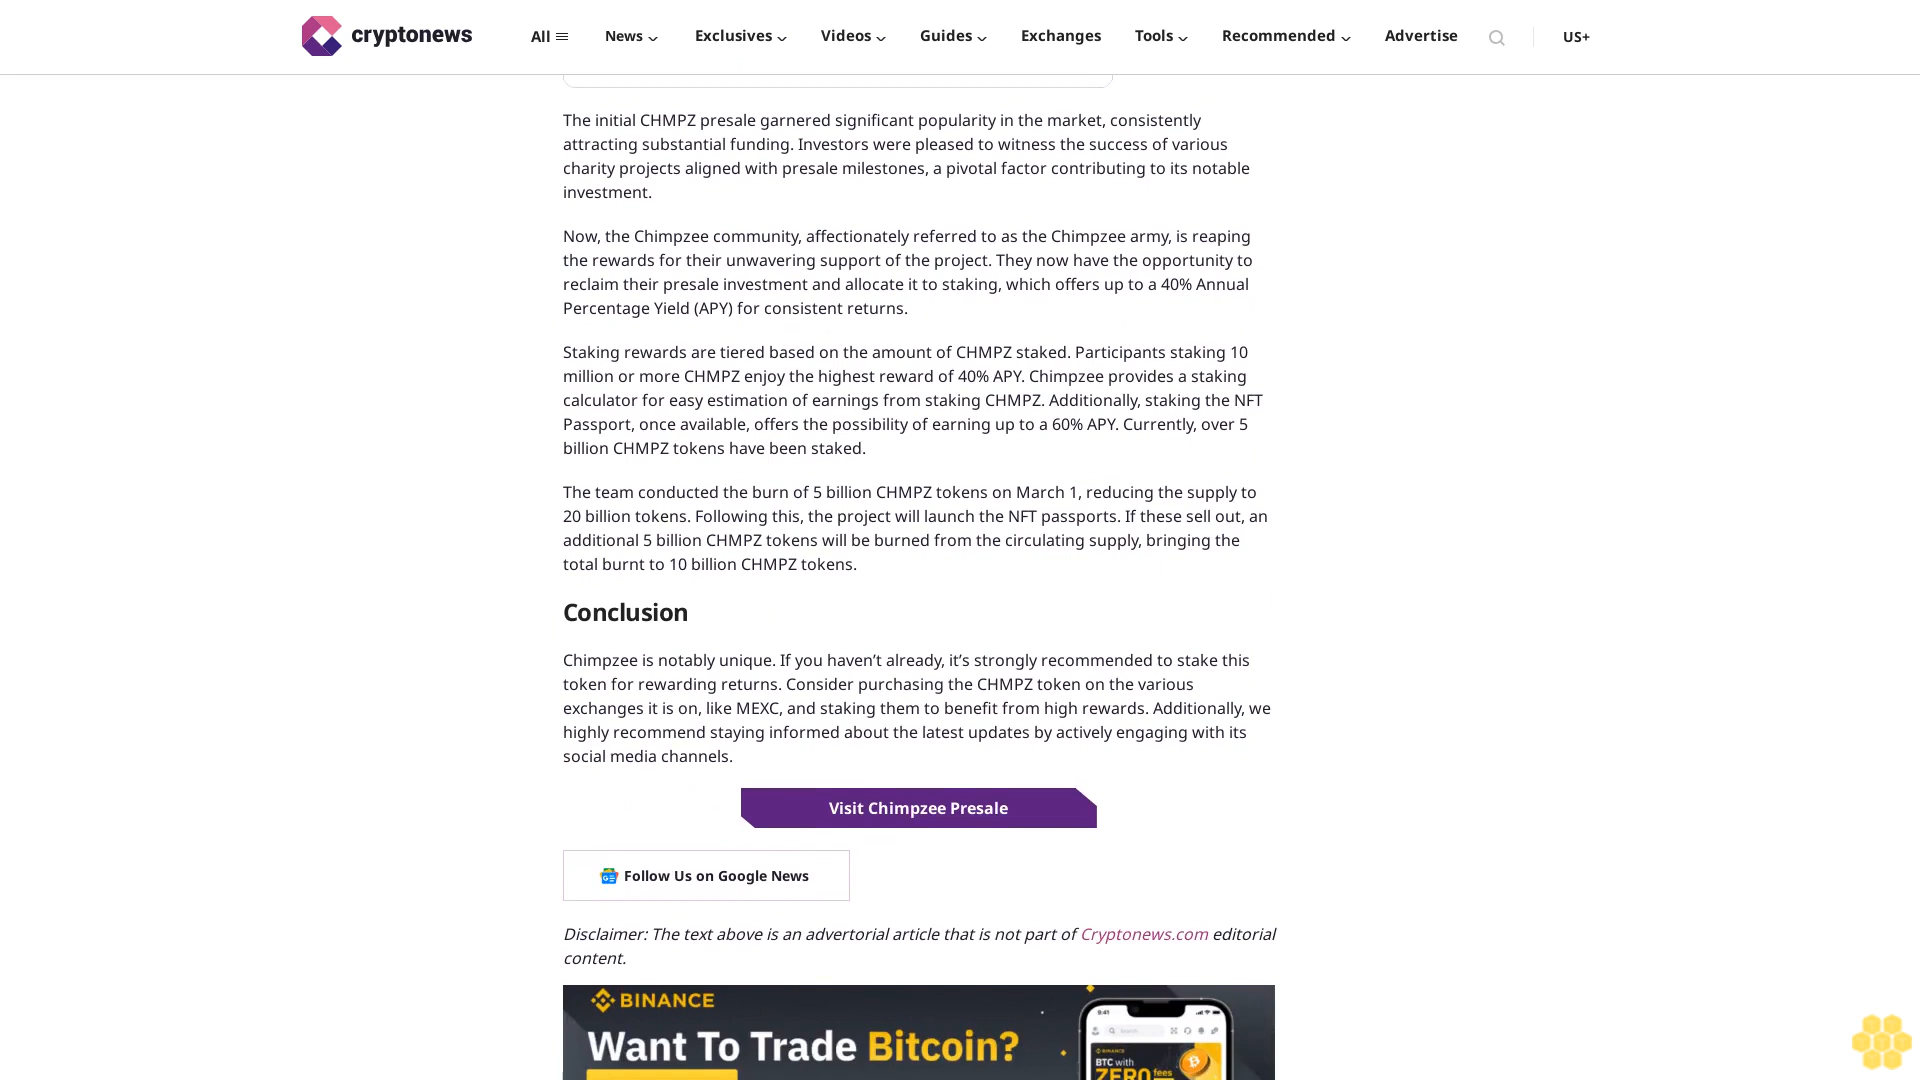 cryptonews
All
News
Exclusives
Videos
Guides
Exchanges
Tools
Recommended
Advertise
US+
The initial CHMPZ presale garnered significant popularity in the market, consistently
attracting substantial funding. Investors were pleased to witness the success of various
charity projects aligned with presale milestones, a pivotal factor contributing to its notable
investment.
Now, the Chimpzee community, affectionately referred to as the Chimpzee army, is reaping
the rewards for their unwavering support of the project. They now have the opportunity to
reclaim their presale investment and allocate it to staking, which offers up to a 40% Annual
Percentage Yield (APY) for consistent returns.
Staking rewards are tiered based on the amount of CHMPZ staked. Participants staking 10
million or more CHMPZ enjoy the highest reward of 40% APY. Chimpzee provides a staking
calculator for easy estimation of earnings from staking CHMPZ. Additionally, staking the NFT
Passport, once available, offers the possibility of earning up to a 60% APY. Currently, over 5
billion CHMPZ tokens have been staked.
The team conducted the burn of 5 billion CHMPZ tokens on March 1, reducing the supply to
20 billion tokens. Following this, the project will launch the NFT passports. If these sell out, an
additional 5 billion CHMPZ tokens will be burned from the circulating supply, bringing the
total burnt to 10 billion CHMPZ tokens.
Conclusion
Chimpzee is notably unique. If you haven’t already, it’s strongly recommended to stake this
token for rewarding returns. Consider purchasing the CHMPZ token on the various
exchanges it is on, like MEXC, and staking them to benefit from high rewards. Additionally, we
highly recommend staying informed about the latest updates by actively engaging with its
social media channels.
Visit Chimpzee Presale
Follow Us on Google News
Disclaimer: The text above is an advertorial article that is not part of Cryptonews.com editorial
content.
BINANCE
Want To Trade Bitcoin?
9:41
Search
BINANCE
BTC with
ZERO fees